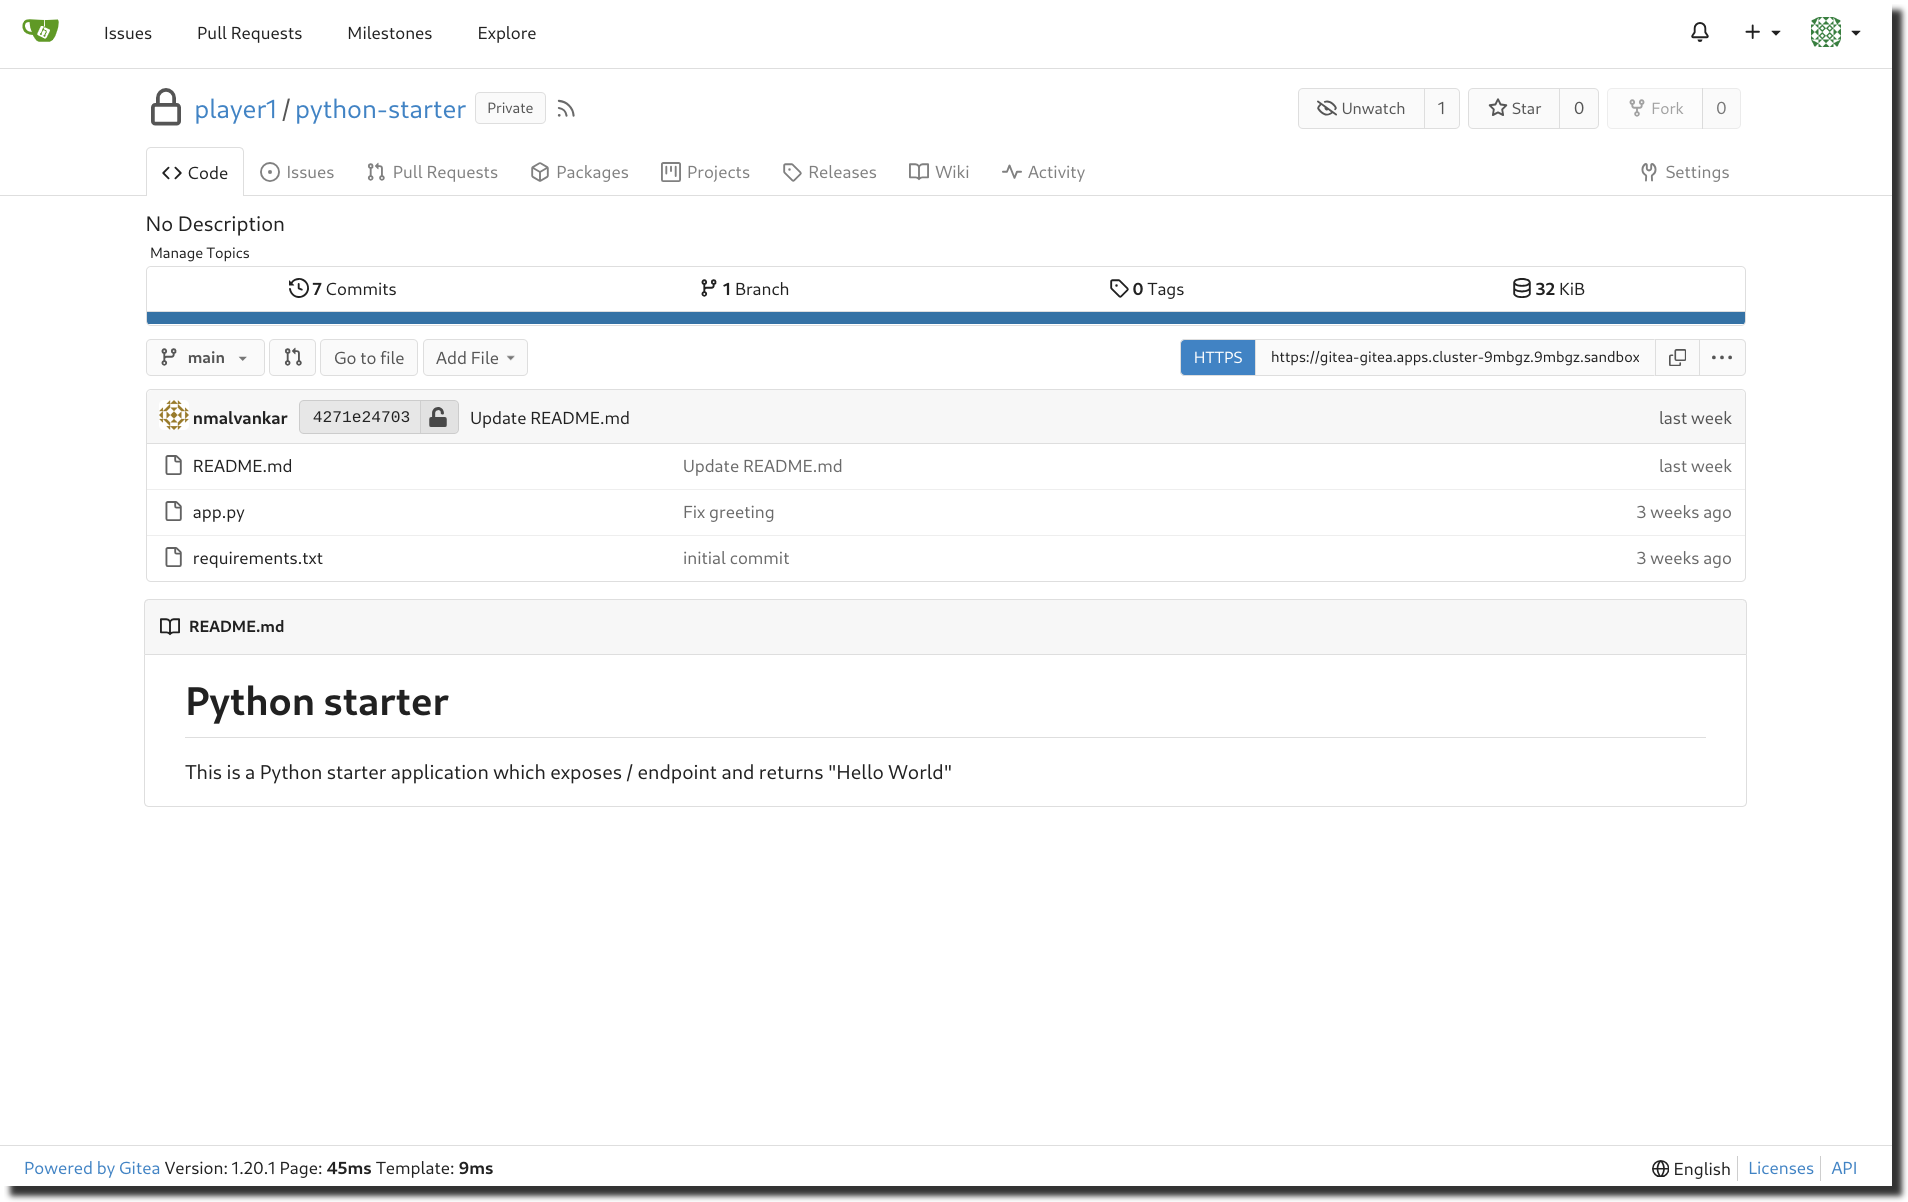 Issues Pull Requests Milestones Explore
player1 / python-starter Private Unwatch 1 Star 0 Fork 0
Code Issues Pull Requests Packages Projects Releases Wiki Activity Settings
No Description
Manage Topics
7 Commits 1 Branch 0 Tags 32 KiB
main Go to file Add File HTTPS https://gitea-gitea.apps.cluster-9mbgz.9mbgz.sandbox
nmalvankar 4271e24703 Update README.md last week
README.md Update README.md last week
app.py Fix greeting 3 weeks ago
requirements.txt initial commit 3 weeks ago
README.md
Python starter
This is a Python starter application which exposes / endpoint and returns "Hello World"
Powered by Gitea Version: 1.20.1 Page: 45ms Template: 9ms English Licenses API